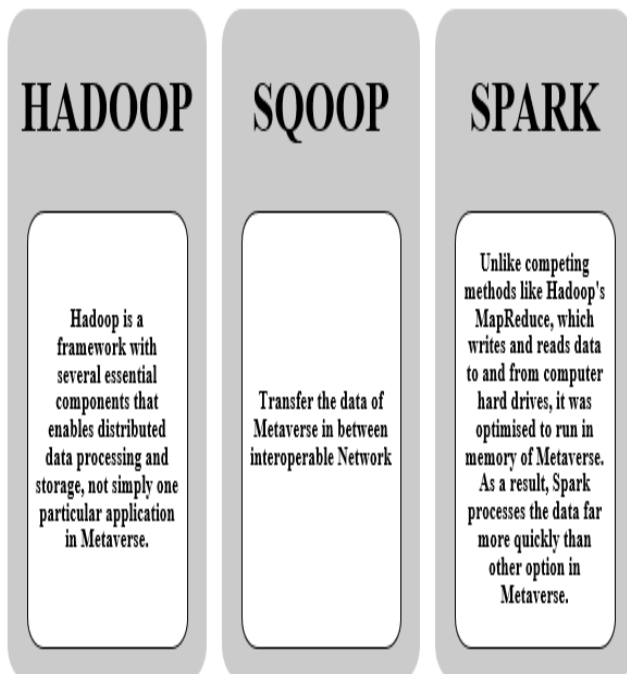 HADOOP
Hadoop is a
framework with
several essential
components that
enables distributed
data processing and
storage, not simply one
particular application
in Metaverse.
SQOOP
Transfer the data of
Metaverse in between
interoperable Network
SPARK
Unlike competing
methods like Hadoop's
MapReduce, which
writes and reads data
to and from computer
hard drives, it was
optimised to run in
memory of Metaverse.
As a result, Spark
processes the data far
more quickly than
other option in
Metaverse.